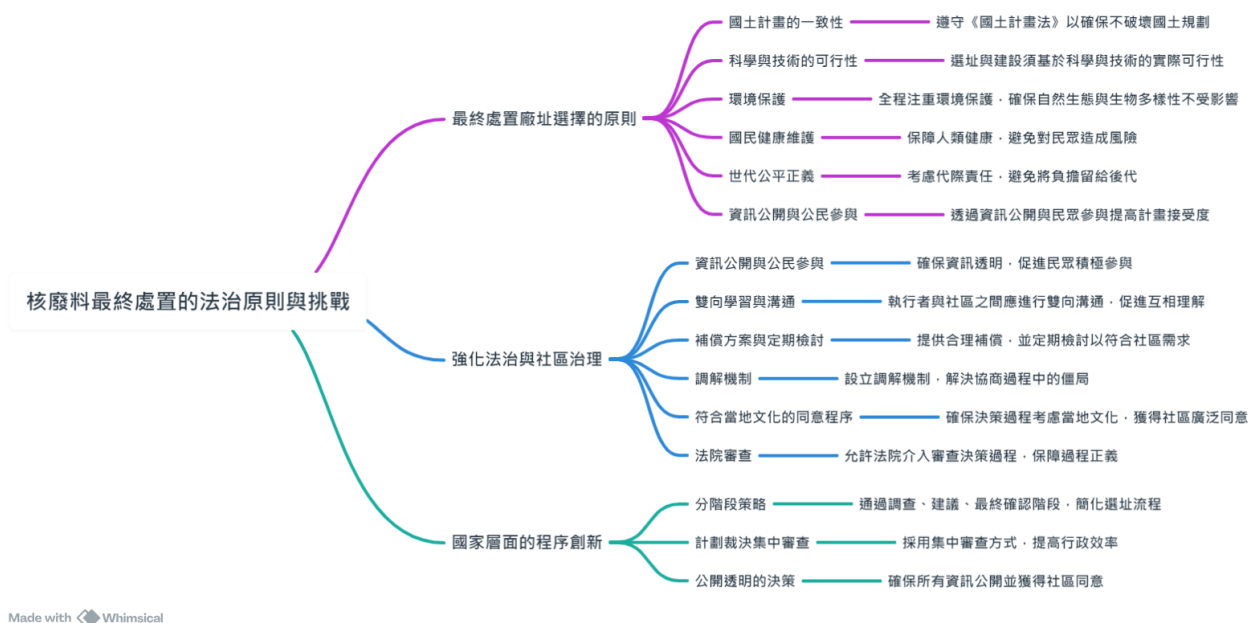 核廢料最終處置的法治原則與挑戰
最終處置廠址選擇的原則
國土計畫的一致性
遵守《國土計畫法》以確保不破壞國土規劃
科學與技術的可行性
選址與建設須基於科學與技術的實際可行性
環境保護
全程注重環境保護，確保自然生態與生物多樣性不受影響
國民健康維護
保障人類健康，避免對民眾造成風險
世代公平正義
考慮代際責任，避免將負擔留給後代
資訊公開與公民參與
透過資訊公開與民眾參與提高計畫接受度
強化法治與社區治理
資訊公開與公民參與
確保資訊透明，促進民眾積極參與
雙向學習與溝通
執行者與社區之間應進行雙向溝通，促進互相理解
補償方案與定期檢討
提供合理補償，並定期檢討以符合社區需求
調解機制
設立調解機制，解決協商過程中的僵局
符合當地文化的同意程序
確保決策過程考慮當地文化，獲得社區廣泛同意
法院審查
允許法院介入審查決策過程，保障過程正義
國家層面的程序創新
分階段策略
通過調查、建議、最終確認階段，簡化選址流程
計劃裁決集中審查
採用集中審查方式，提高行政效率
公開透明的決策
確保所有資訊公開並獲得社區同意
Made with Whimsical